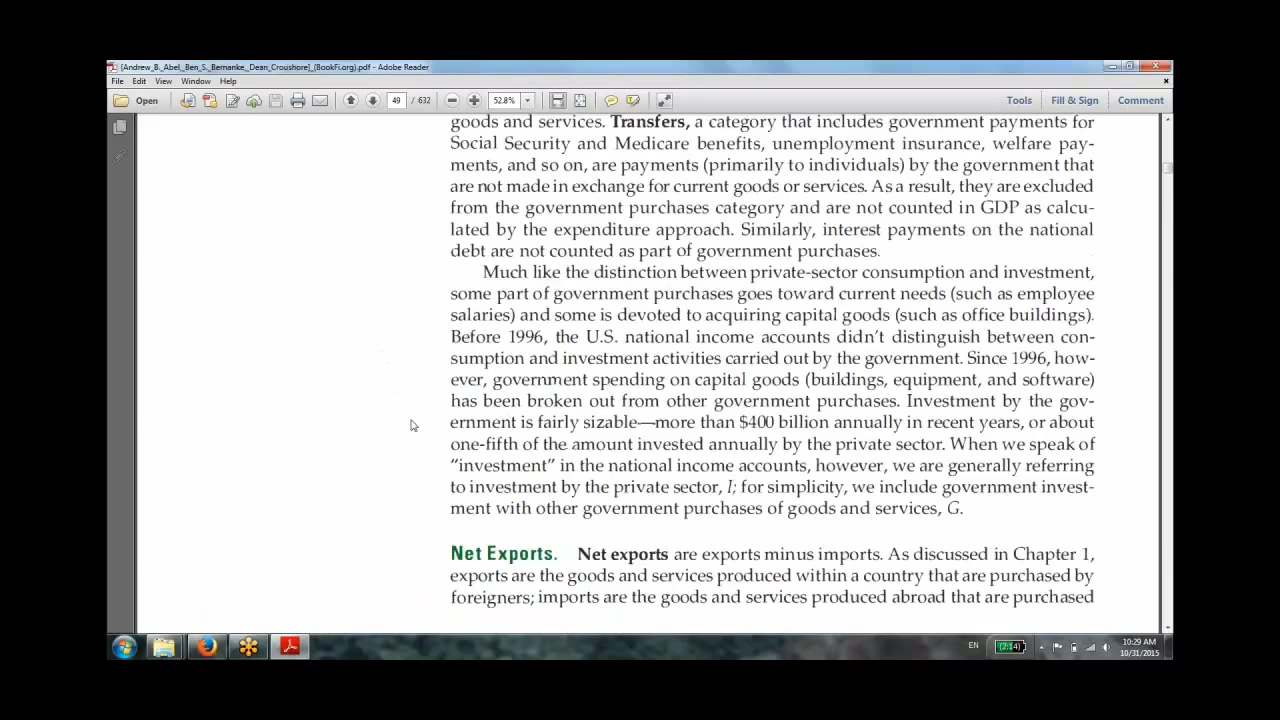 [Andrew_B._Abel,_Ben_S._Bernanke,_Dean_Croushore]_(BookFi.org).pdf - Adobe Reader
File Edit View Window Help
Open 49 / 632 52.8% Tools Fill & Sign Comment
goods and services. Transfers, a category that includes government payments for
Social Security and Medicare benefits, unemployment insurance, welfare pay-
ments, and so on, are payments (primarily to individuals) by the government that
are not made in exchange for current goods or services. As a result, they are excluded
from the government purchases category and are not counted in GDP as calcu-
lated by the expenditure approach. Similarly, interest payments on the national
debt are not counted as part of government purchases.
Much like the distinction between private-sector consumption and investment,
some part of government purchases goes toward current needs (such as employee
salaries) and some is devoted to acquiring capital goods (such as office buildings).
Before 1996, the U.S. national income accounts didn't distinguish between con-
sumption and investment activities carried out by the government. Since 1996, how-
ever, government spending on capital goods (buildings, equipment, and software)
has been broken out from other government purchases. Investment by the gov-
ernment is fairly sizable—more than $400 billion annually in recent years, or about
one-fifth of the amount invested annually by the private sector. When we speak of
"investment" in the national income accounts, however, we are generally referring
to investment by the private sector, I; for simplicity, we include government invest-
ment with other government purchases of goods and services, G.
Net Exports. Net exports are exports minus imports. As discussed in Chapter 1,
exports are the goods and services produced within a country that are purchased by
foreigners; imports are the goods and services produced abroad that are purchased
EN (2:14) 10:29 AM
10/31/2015